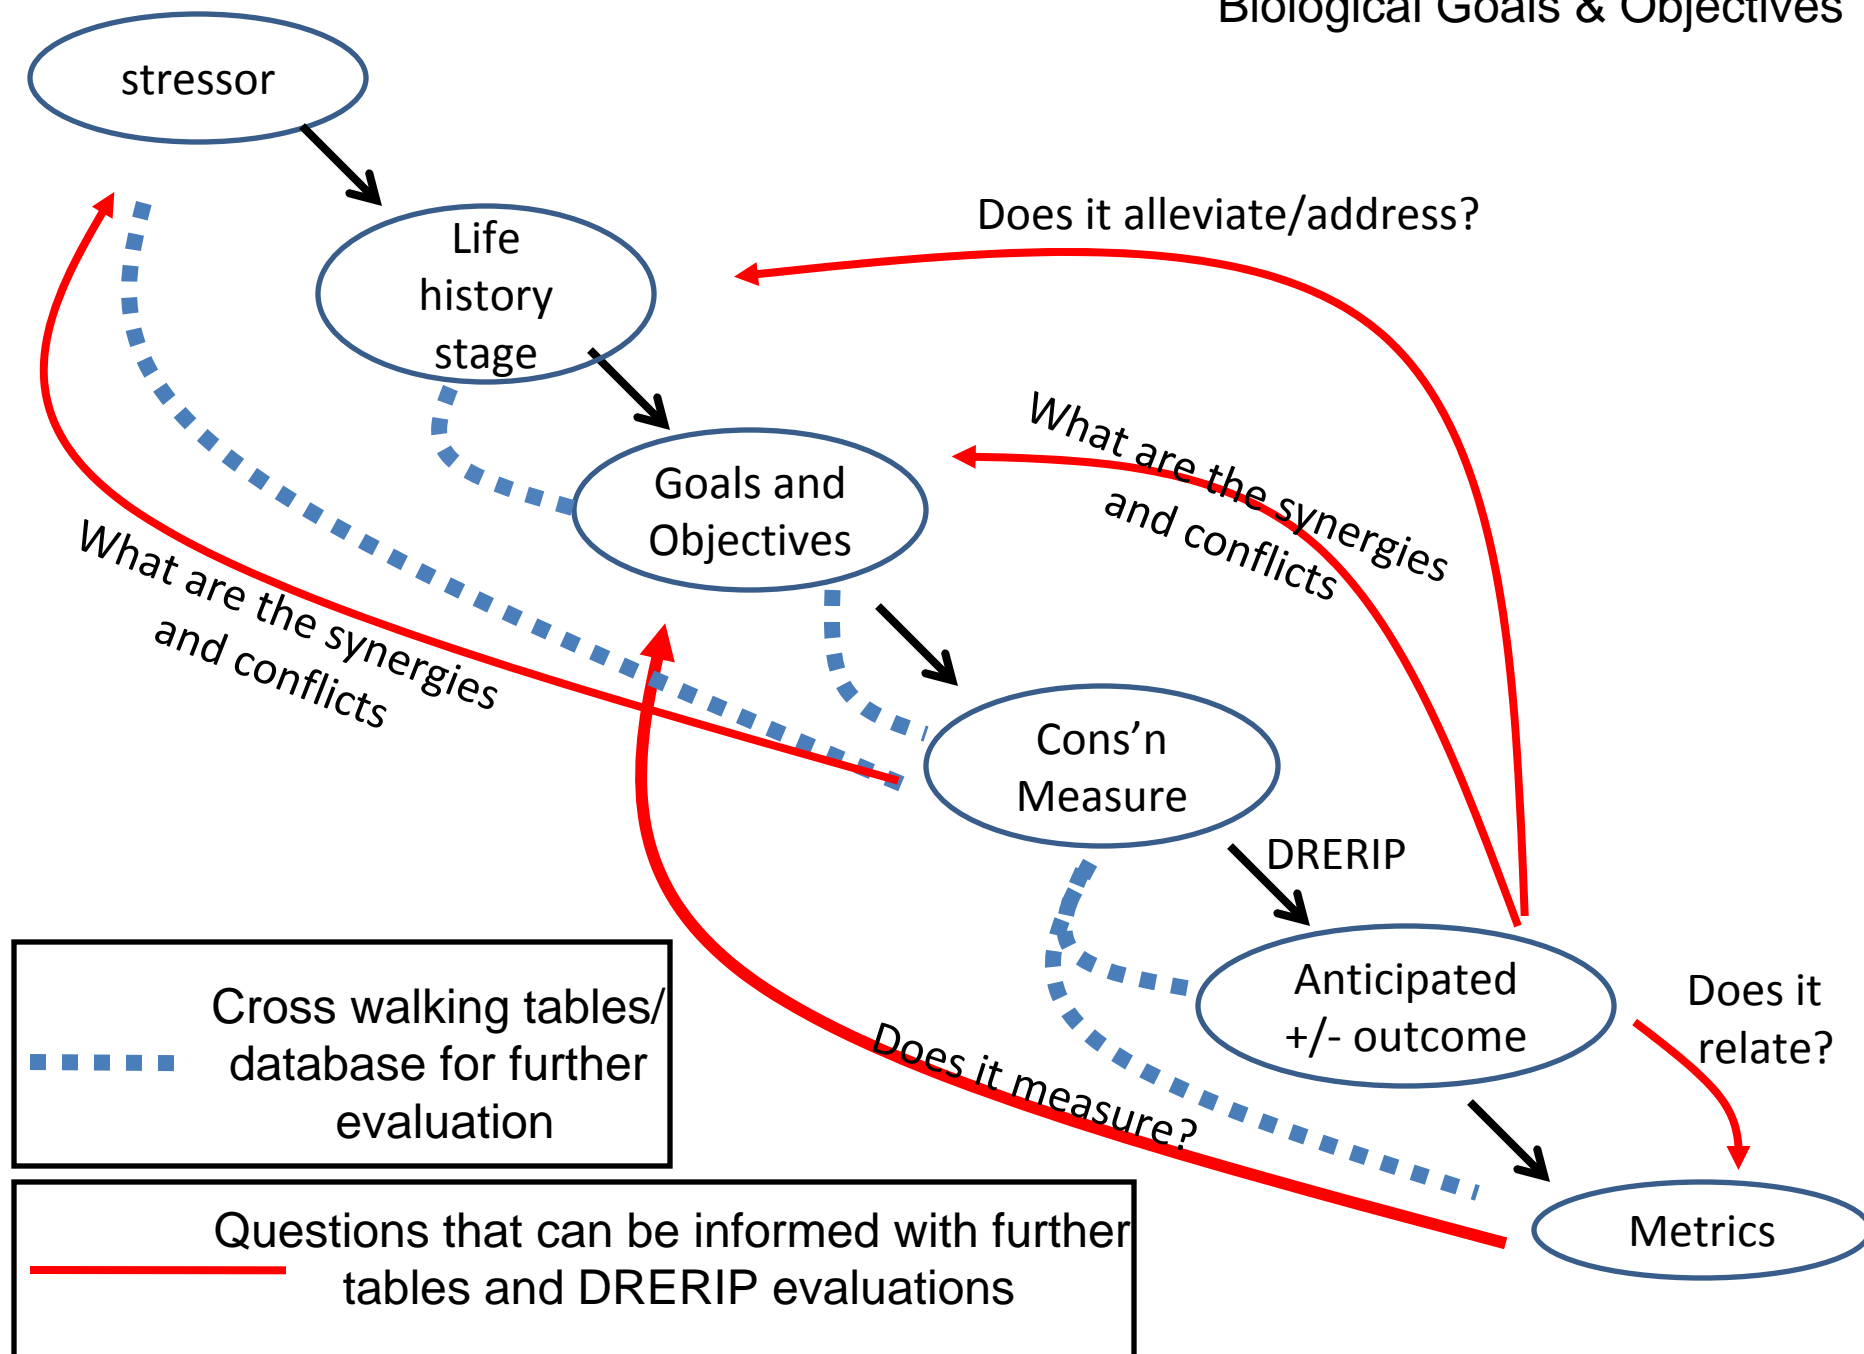 Biological Goals & Objectives
stressor
Life
history
stage
Does it alleviate/address?
What are the synergies
and conflicts
Goals and
Objectives
What are the synergies
and conflicts
Cons’n
Measure
DRERIP
Anticipated
+/- outcome
Does it
relate?
Does it measure?
Metrics
Cross walking tables/
database for further
evaluation
Questions that can be informed with further
tables and DRERIP evaluations